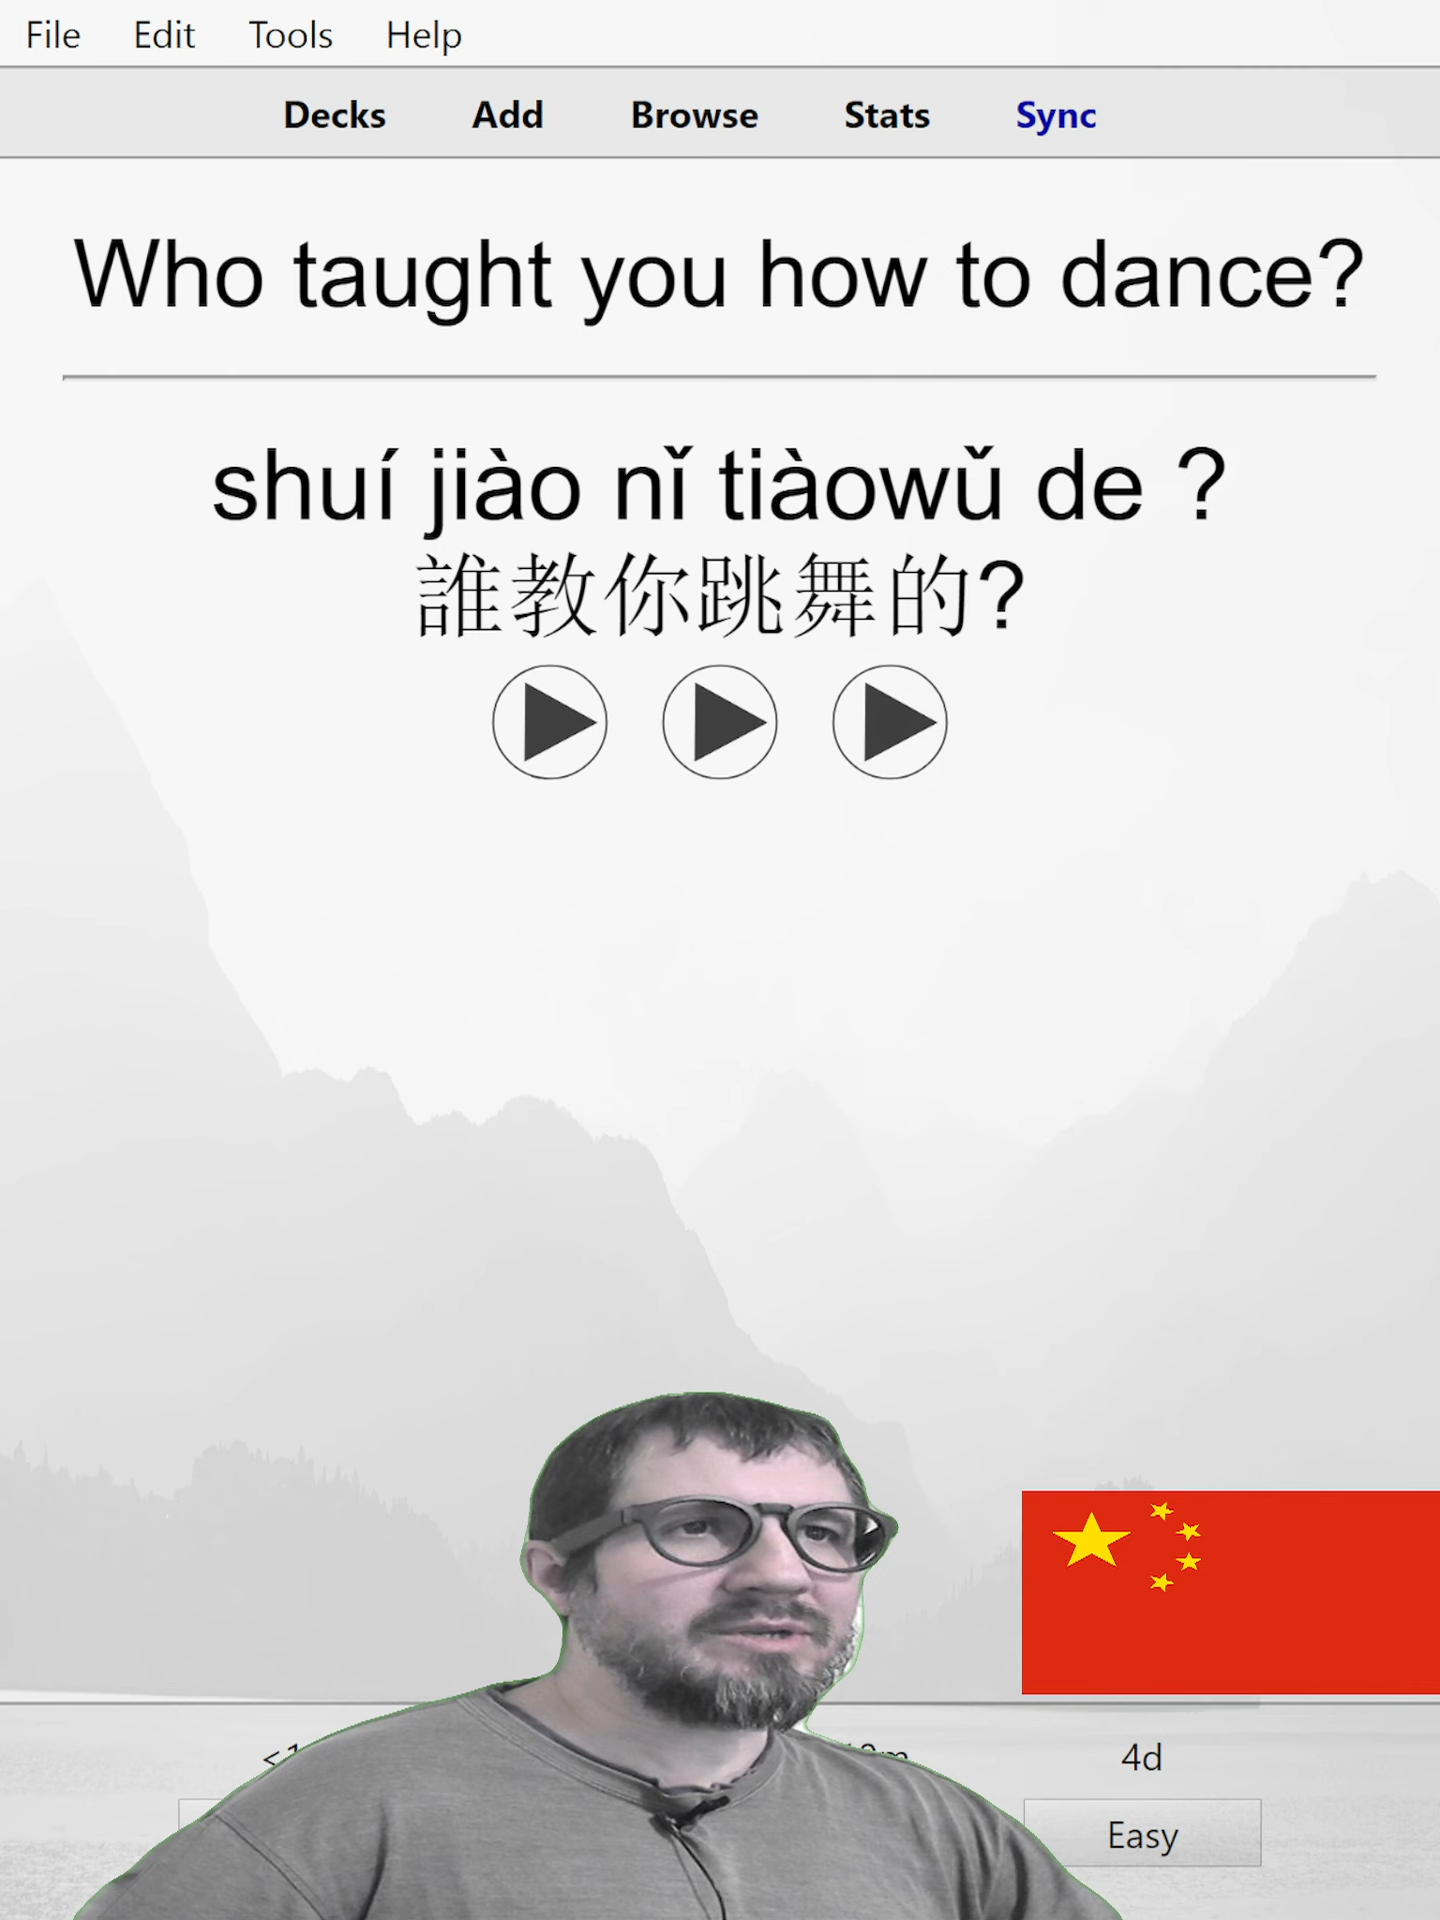 File Edit Tools Help
Decks Add Browse Stats Sync
Who taught you how to dance?
shuí jiào nǐ tiàowǔ de ?
誰教你跳舞的?
4d
Easy